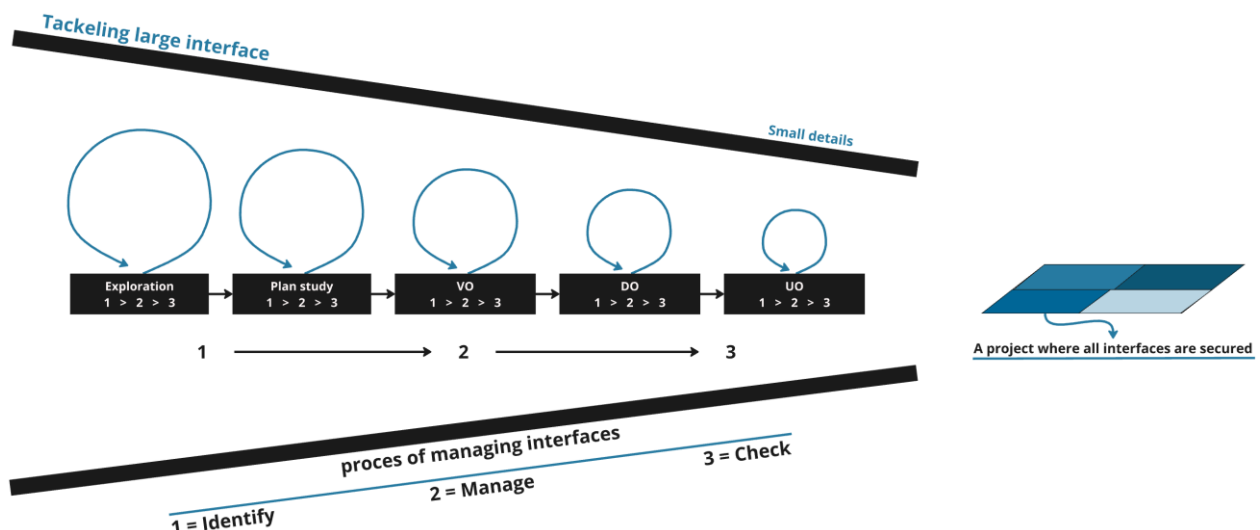 Tackeling large interface
Small details
Exploration
1 > 2 > 3
Plan study
1 > 2 > 3
VO
1 > 2 > 3
DO
1 > 2 > 3
UO
1 > 2 > 3
1
2
3
A project where all interfaces are secured
proces of managing interfaces
1 = Identify
2 = Manage
3 = Check